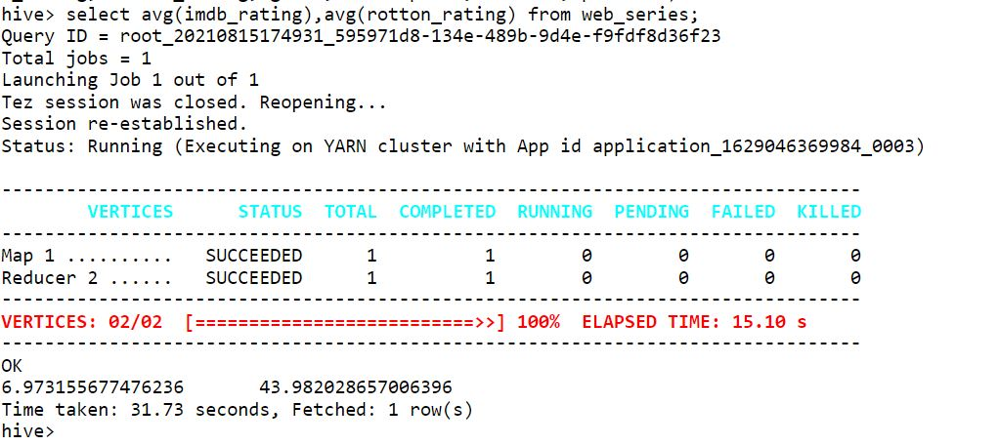 hive> select avg(imdb_rating),avg(rotton_rating) from web_series;
Query ID = root_20210815174931_595971d8-134e-489b-9d4e-f9fdf8d36f23
Total jobs = 1
Launching Job 1 out of 1
Tez session was closed. Reopening...
Session re-established.
Status: Running (Executing on YARN cluster with App id application_1629046369984_0003)
--------------------------------------------------------------------------------
VERTICES STATUS TOTAL COMPLETED RUNNING PENDING FAILED KILLED
--------------------------------------------------------------------------------
Map 1 .......... SUCCEEDED 1 1 0 0 0 0
Reducer 2 ...... SUCCEEDED 1 1 0 0 0 0
--------------------------------------------------------------------------------
VERTICES: 02/02 [==========================>>] 100% ELAPSED TIME: 15.10 s
--------------------------------------------------------------------------------
OK
6.973155677476236 43.982028657006396
Time taken: 31.73 seconds, Fetched: 1 row(s)
hive>